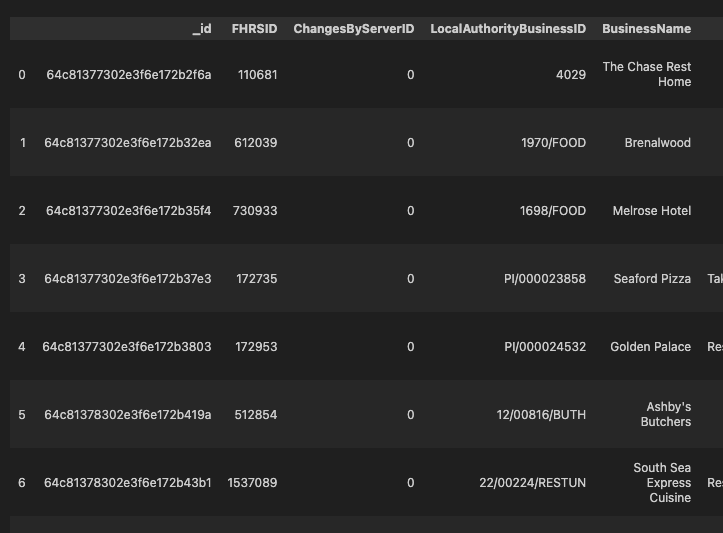 _id FHRSID ChangesByServerID LocalAuthorityBusinessID BusinessName
0 64c81377302e3f6e172b2f6a 110681 0 4029 The Chase Rest Home
1 64c81377302e3f6e172b32ea 612039 0 1970/FOOD Brenalwood
2 64c81377302e3f6e172b35f4 730933 0 1698/FOOD Melrose Hotel
3 64c81377302e3f6e172b37e3 172735 0 PI/000023858 Seaford Pizza
4 64c81377302e3f6e172b3803 172953 0 PI/000024532 Golden Palace
5 64c81378302e3f6e172b419a 512854 0 12/00816/BUTH Ashby's Butchers
6 64c81378302e3f6e172b43b1 1537089 0 22/00224/RESTUN South Sea Express Cuisine